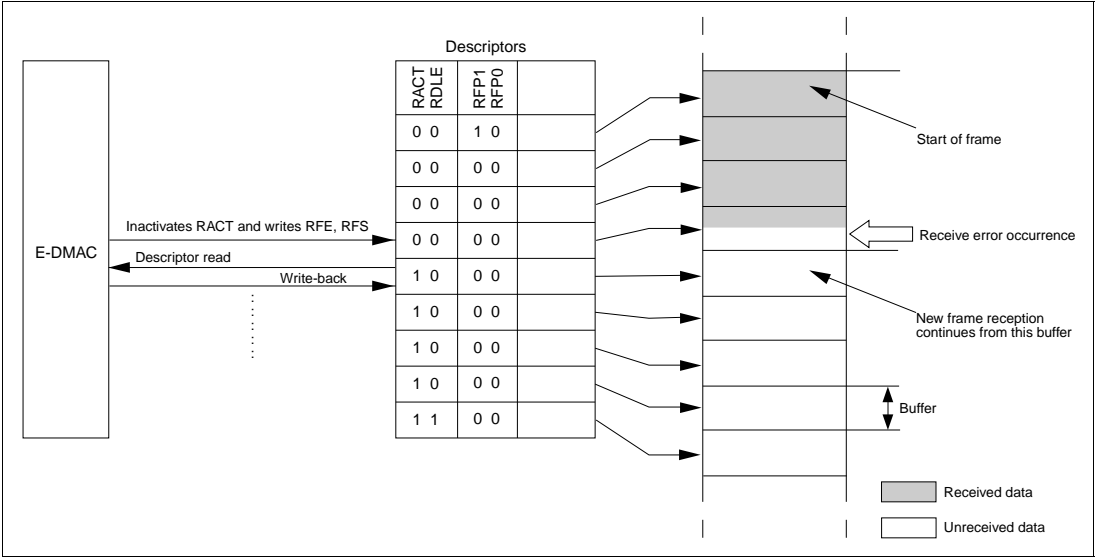 Descriptors
RACT
RDLE
RFP1
RFP0
0 0 1 0
0 0 0 0
0 0 0 0
0 0 0 0
1 0 0 0
1 0 0 0
1 0 0 0
1 0 0 0
1 1 0 0
E-DMAC
Inactivates RACT and writes RFE, RFS
Descriptor read
Write-back
Start of frame
Receive error occurrence
New frame reception
continues from this buffer
Buffer
Received data
Unreceived data